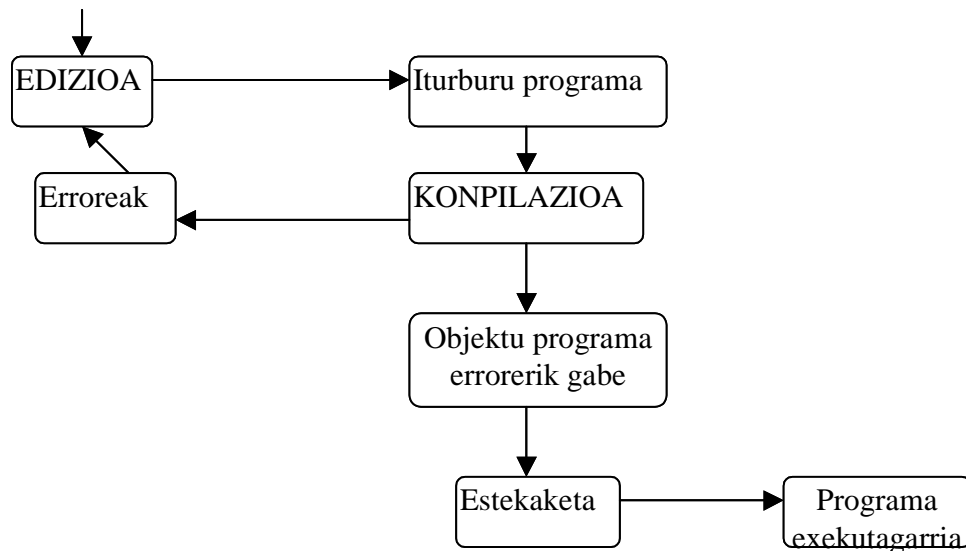 EDIZIOA
Iturburu programa
Erroreak
KONPILAZIOA
Objektu programa
errorerik gabe
Estekaketa
Programa
exekutagarria